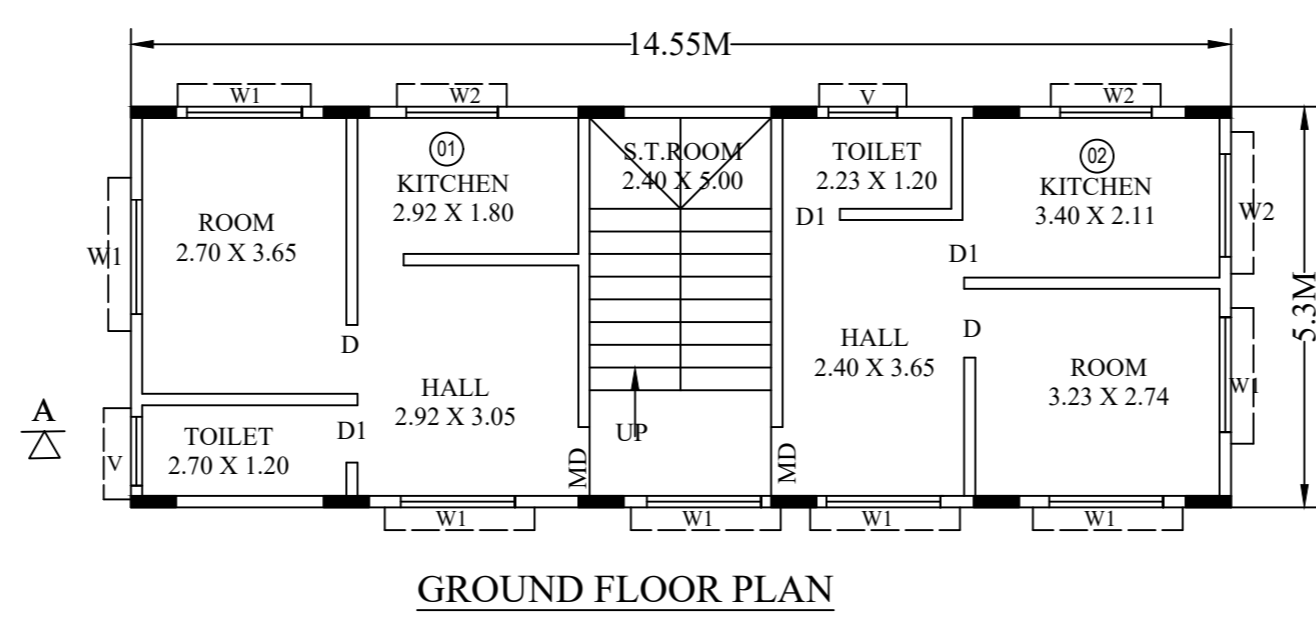 14.55M
W1
W2
V
W2
01
S.T.ROOM
2.40 X 5.00
TOILET
2.23 X 1.20
02
KITCHEN
2.92 X 1.80
KITCHEN
3.40 X 2.11
ROOM
2.70 X 3.65
D1
W2
W1
D1
5.3M
D
D
HALL
2.40 X 3.65
ROOM
3.23 X 2.74
HALL
2.92 X 3.05
W1
A
TOILET
2.70 X 1.20
D1
UP
V
MD
MD
W1
W1
W1
W1
GROUND FLOOR PLAN